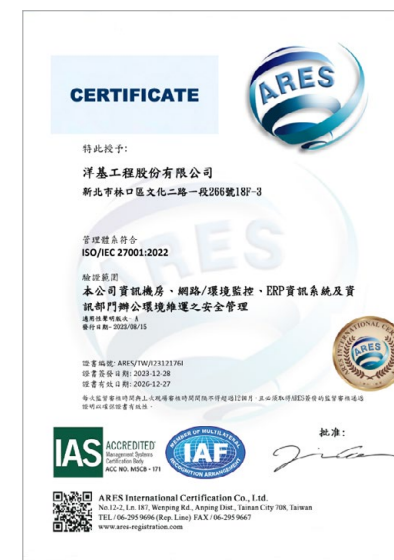 CERTIFICATE
ARES
特此授予:
洋基工程股份有限公司
新北市林口區文化二路一段266號18F-3
管理體系符合
ISO/IEC 27001:2022
驗證範圍
本公司資訊機房、網路/環境監控、ERP資訊系統及資
訊部門辦公環境維運之安全管理
適用性聲明版次: A
發行日期: 2023/08/15
證書編號: ARES/TW/I2312176I
證書簽發日期: 2023-12-28
證書有效日期: 2026-12-27
每次監督審核時間與上次現場審核時間間隔不得超過12個月,且必須取得ARES簽發的監督審核通過
證明以確保證書有效性。
ARES
批准:
IAS
ACCREDITED
Management Systems
Certification Body
ACC NO. MSCB - 171
MEMBER OF MULTILATERAL
IAF
RECOGNITION ARRANGEMENT
ARES International Certification Co., Ltd.
No.12-2, Ln. 187, Wenping Rd., Anping Dist., Tainan City 708, Taiwan
TEL / 06-295 9696 (Rep. Line) FAX / 06-295 9667
www.ares-registration.com